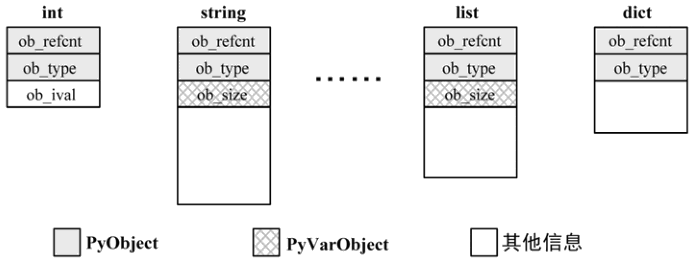 int string list dict
ob_refcnt ob_refcnt ob_refcnt ob_refcnt
ob_type ob_type ob_type ob_type
ob_ival ob_size ob_size
PyObject PyVarObject 其他信息